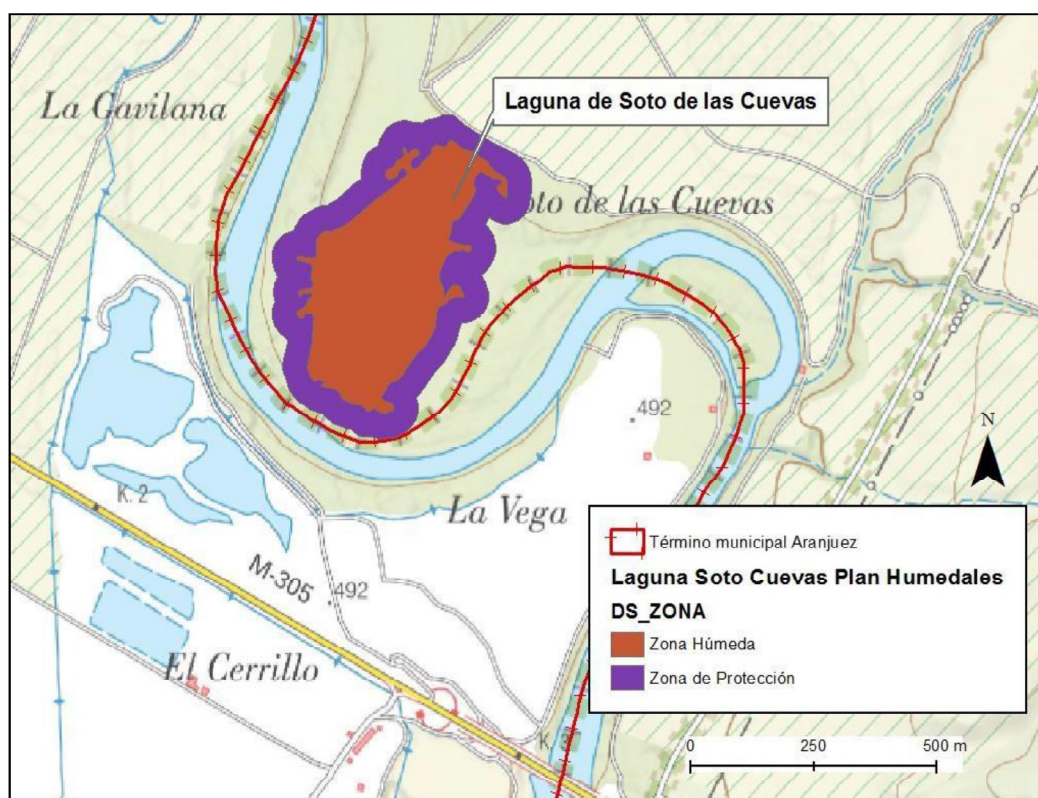 La Gavilana
Laguna de Soto de las Cuevas
oto de las Cuevas
492
K. 2
La Vega
N
M-305
492
El Cerrillo
K 3
Término municipal Aranjuez
Laguna Soto Cuevas Plan Humedales
DS_ZONA
Zona Húmeda
Zona de Protección
0 250 500 m